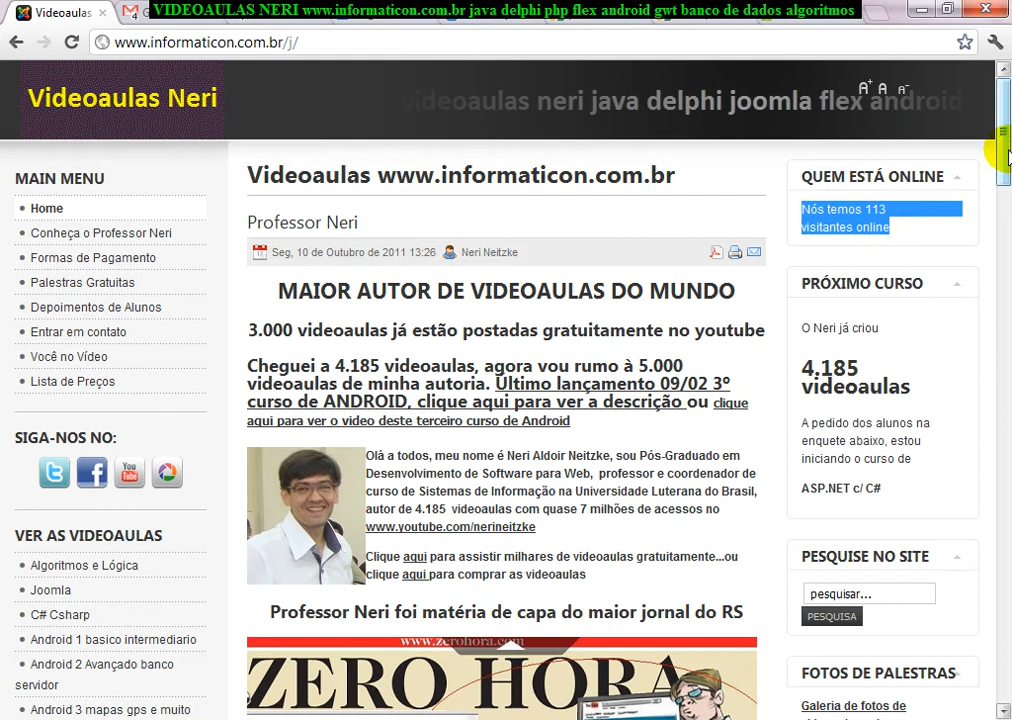 VIDEOAULAS NERI www.informaticon.com.br java delphi php flex android gwt banco de dados algoritmos
Videoaulas
www.informaticon.com.br/j/
Videoaulas Neri
videoaulas neri java delphi joomla flex android
A+ A A-
MAIN MENU
Home
Conheça o Professor Neri
Formas de Pagamento
Palestras Gratuitas
Depoimentos de Alunos
Entrar em contato
Você no Vídeo
Lista de Preços
SIGA-NOS NO:
You
Tube
VER AS VIDEOAULAS
Algoritmos e Lógica
Joomla
C# Csharp
Android 1 basico intermediario
Android 2 Avançado banco
servidor
Android 3 mapas gps e muito
Videoaulas www.informaticon.com.br
Professor Neri
Seg, 10 de Outubro de 2011 13:26 Neri Neitzke
MAIOR AUTOR DE VIDEOAULAS DO MUNDO
3.000 videoaulas já estão postadas gratuitamente no youtube
Cheguei a 4.185 videoaulas, agora vou rumo à 5.000
videoaulas de minha autoria. Último lançamento 09/02 3º
curso de ANDROID, clique aqui para ver a descrição ou clique
aqui para ver o video deste terceiro curso de Android
Olá a todos, meu nome é Neri Aldoir Neitzke, sou Pós-Graduado em
Desenvolvimento de Software para Web, professor e coordenador de
curso de Sistemas de Informação na Universidade Luterana do Brasil,
autor de 4.185 videoaulas com quase 7 milhões de acessos no
www.youtube.com/nerineitzke
Clique aqui para assistir milhares de videoaulas gratuitamente...ou
clique aqui para comprar as videoaulas
Professor Neri foi matéria de capa do maior jornal do RS
www.zerohora.com
ZERO HORA
QUEM ESTÁ ONLINE
Nós temos 113
visitantes online
PRÓXIMO CURSO
O Neri já criou
4.185
videoaulas
A pedido dos alunos na
enquete abaixo, estou
iniciando o curso de
ASP.NET c/ C#
PESQUISE NO SITE
pesquisar...
PESQUISA
FOTOS DE PALESTRAS
Galeria de fotos de